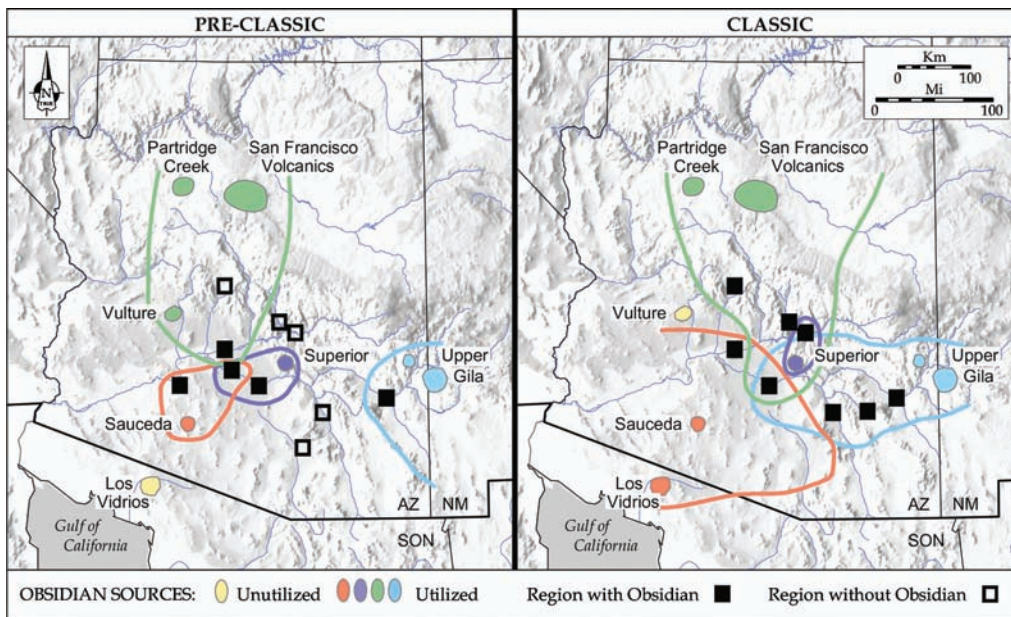 PRE-CLASSIC
N
Partridge
Creek
San Francisco
Volcanics
Vulture
Superior
Upper
Gila
Sauceda
Los
Vidrios
Gulf of
California
AZ NM
SON
CLASSIC
Km
0 100
Mi
0 100
Partridge
Creek
San Francisco
Volcanics
Vulture
Superior
Upper
Gila
Sauceda
Los
Vidrios
Gulf of
California
AZ NM
SON
OBSIDIAN SOURCES: Unutilized Utilized Region with Obsidian Region without Obsidian